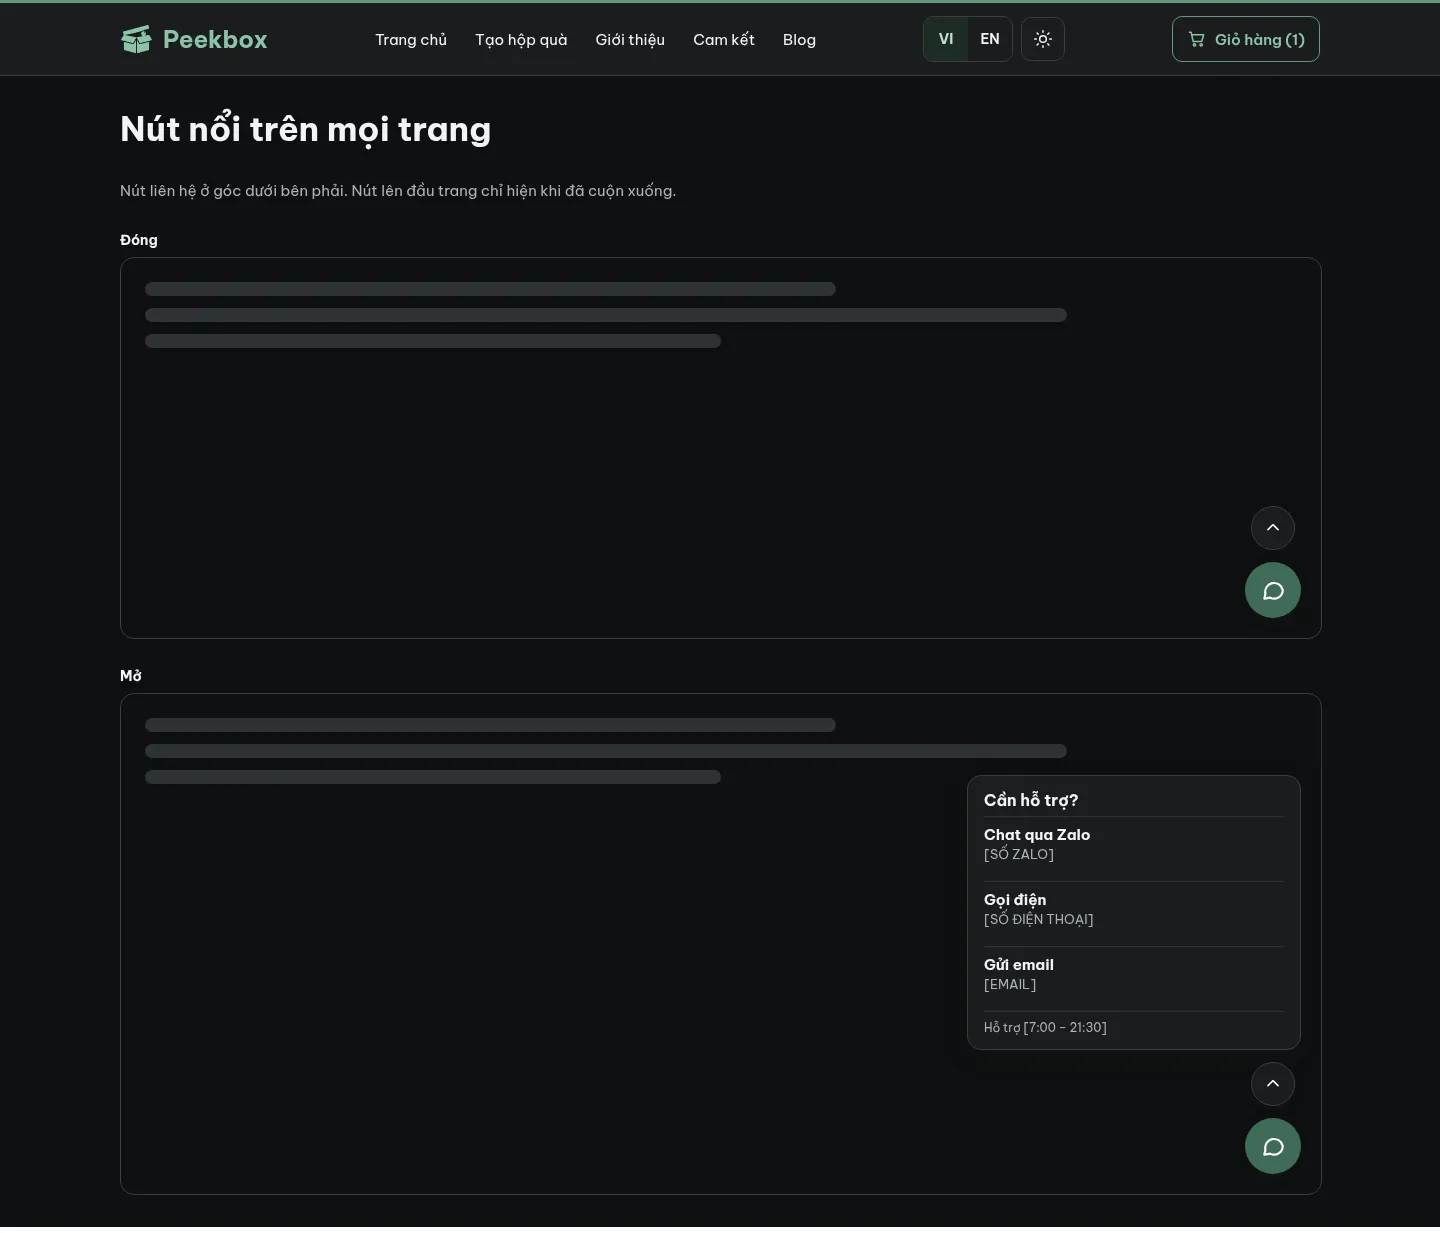 Peekbox
Trang chủ
Tạo hộp quà
Giới thiệu
Cam kết
Blog
VI
EN
Giỏ hàng (1)
Nút nổi trên mọi trang
Nút liên hệ ở góc dưới bên phải. Nút lên đầu trang chỉ hiện khi đã cuộn xuống.
Đóng
Mở
Cần hỗ trợ?
Chat qua Zalo
[SỐ ZALO]
Gọi điện
[SỐ ĐIỆN THOẠI]
Gửi email
[EMAIL]
Hỗ trợ [7:00 – 21:30]